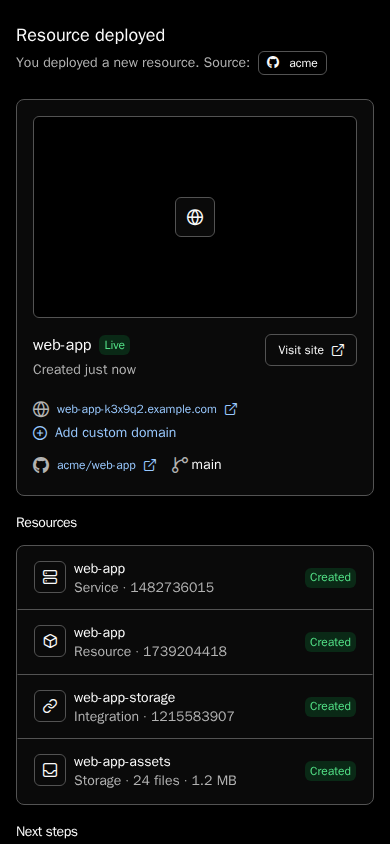 Resource deployed
You deployed a new resource. Source: acme
web-app Live
Visit site
Created just now
web-app-k3x9q2.example.com
Add custom domain
acme/web-app main
Resources
web-app
Service · 1482736015
Created
web-app
Resource · 1739204418
Created
web-app-storage
Integration · 1215583907
Created
web-app-assets
Storage · 24 files · 1.2 MB
Created
Next steps